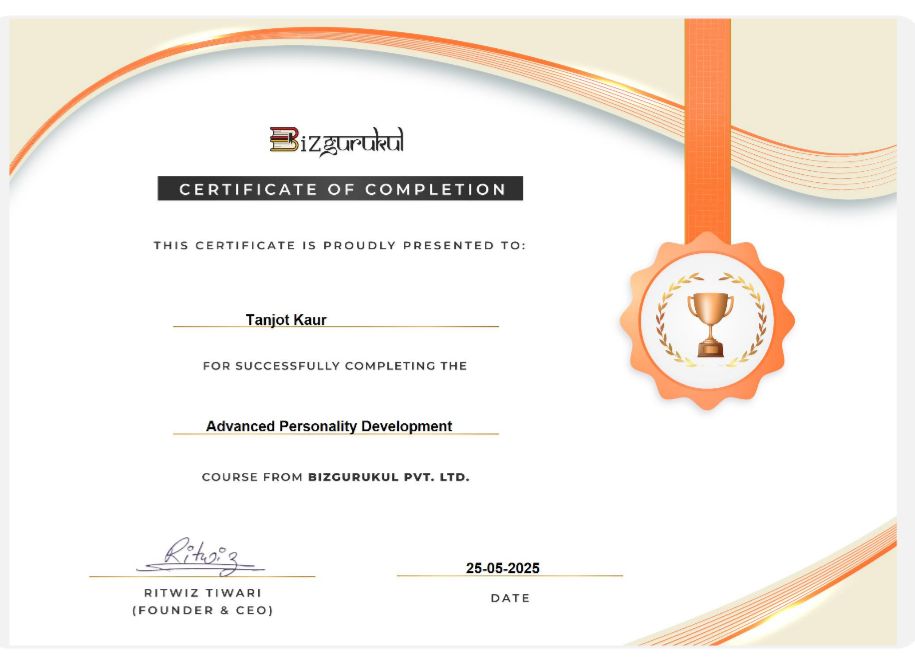 Bizgurukul
CERTIFICATE OF COMPLETION
THIS CERTIFICATE IS PROUDLY PRESENTED TO:
Tanjot Kaur
FOR SUCCESSFULLY COMPLETING THE
Advanced Personality Development
COURSE FROM BIZGURUKUL PVT. LTD.
Ritwiz
RITWIZ TIWARI
(FOUNDER & CEO)
25-05-2025
DATE